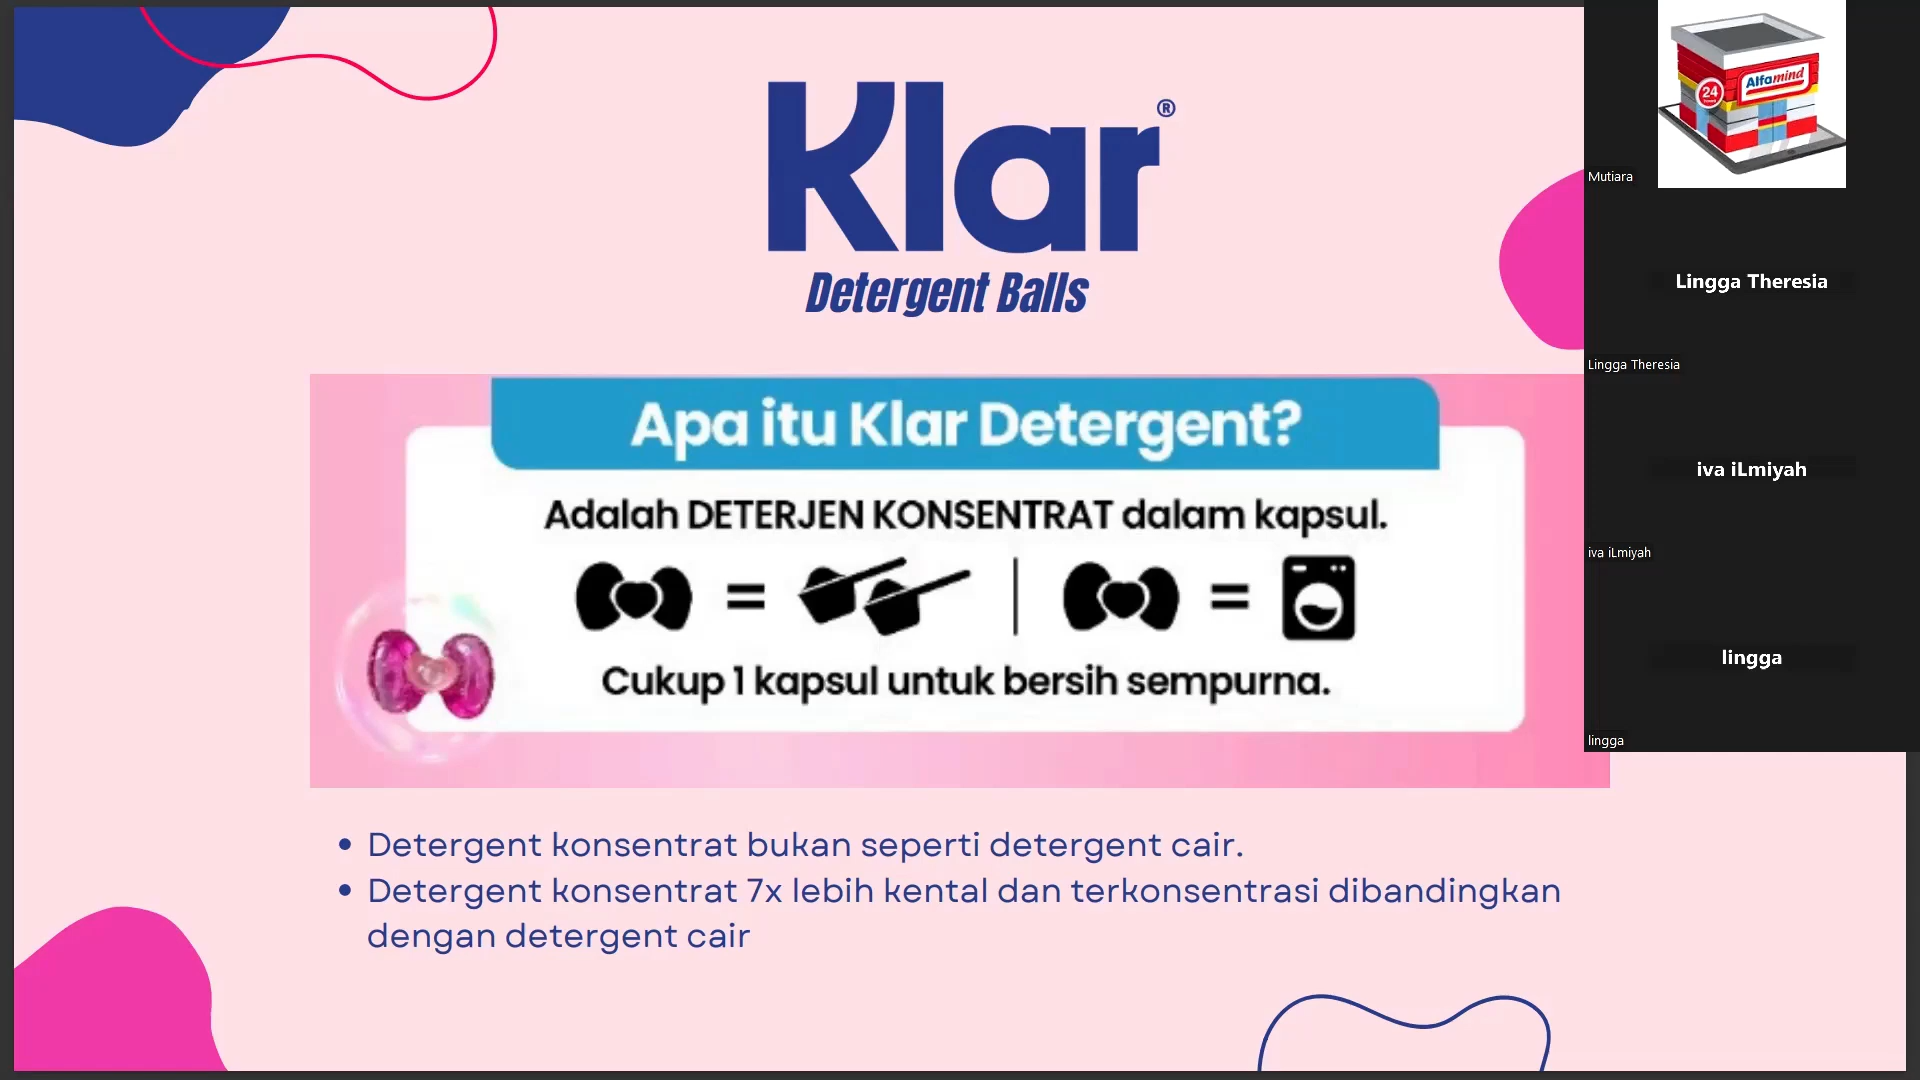 Klar®
Detergent Balls
Apa itu Klar Detergent?
Adalah DETERJEN KONSENTRAT dalam kapsul.
=
=
Cukup 1 kapsul untuk bersih sempurna.
• Detergent konsentrat bukan seperti detergent cair.
• Detergent konsentrat 7x lebih kental dan terkonsentrasi dibandingkan
dengan detergent cair
Alfamind
24
Mutiara
Lingga Theresia
Lingga Theresia
iva iLmiyah
iva iLmiyah
lingga
lingga